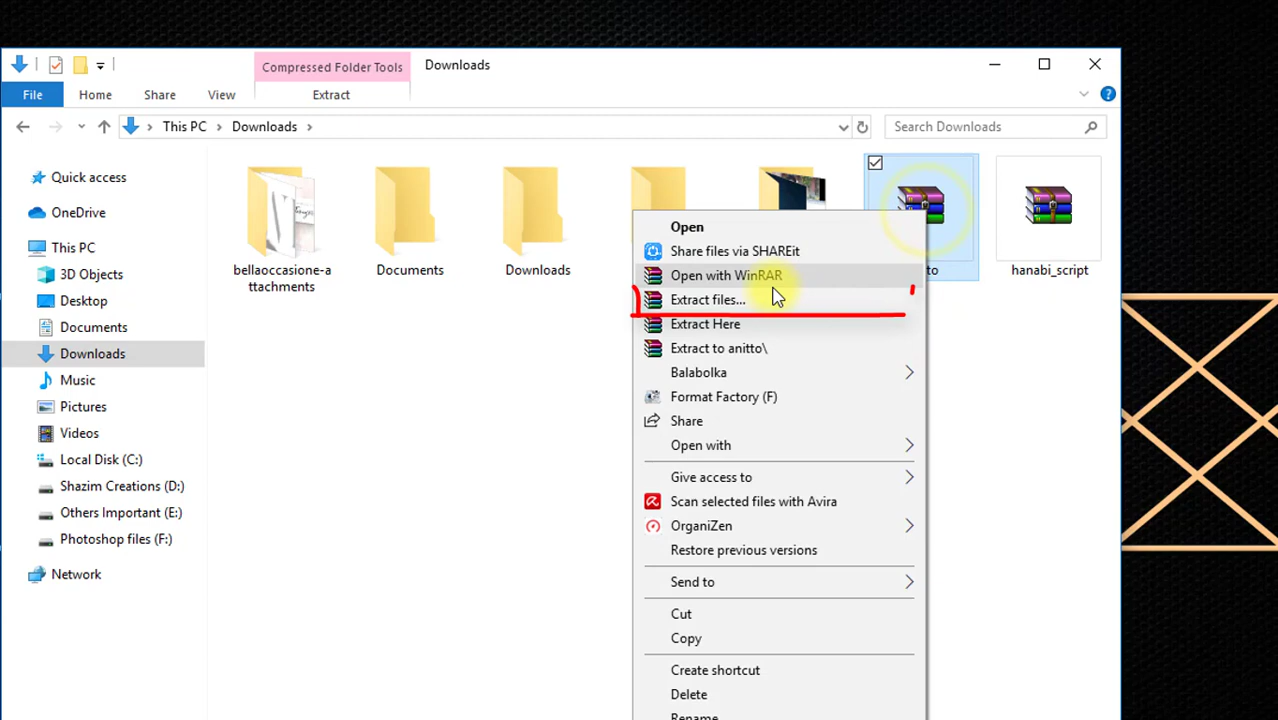 Compressed Folder Tools
Downloads
File
Home
Share
View
Extract
This PC
Downloads
Search Downloads
Quick access
OneDrive
This PC
3D Objects
Desktop
Documents
Downloads
Music
Pictures
Videos
Local Disk (C:)
Shazim Creations (D:)
Others Important (E:)
Photoshop files (F:)
Network
bellaoccasione-a
ttachments
Documents
Downloads
to
hanabi_script
Open
Share files via SHAREit
Open with WinRAR
Extract files...
Extract Here
Extract to anitto\
Balabolka
Format Factory (F)
Share
Open with
Give access to
Scan selected files with Avira
OrganiZen
Restore previous versions
Send to
Cut
Copy
Create shortcut
Delete
Rename